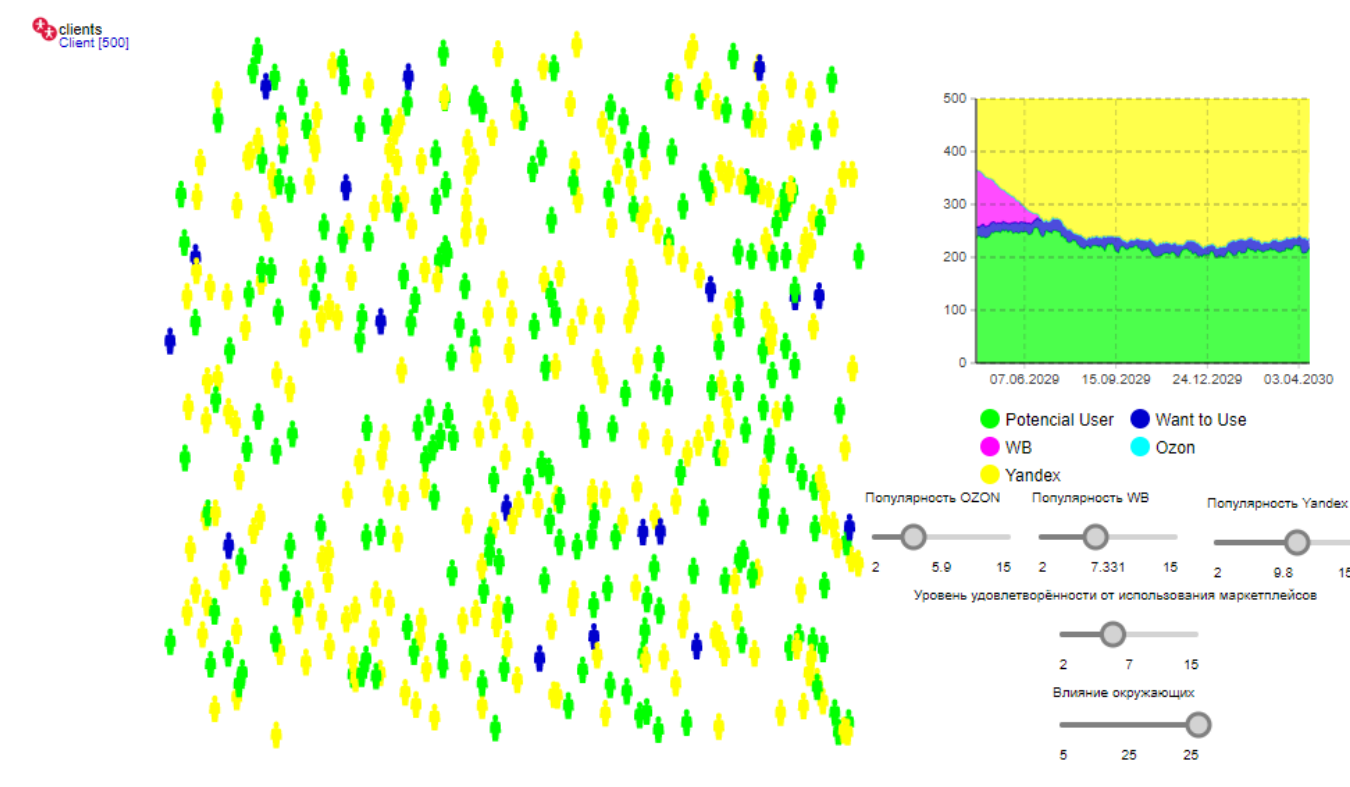 clients
Client [500]
500
400
300
200
100
0
07.06.2029 15.09.2029 24.12.2029 03.04.2030
Potencial User Want to Use
WB Ozon
Yandex
Популярность OZON Популярность WB Популярность Yandex
2 5.9 15 2 7.331 15 2 9.8 15
Уровень удовлетворённости от использования маркетплейсов
2 7 15
Влияние окружающих
5 25 25